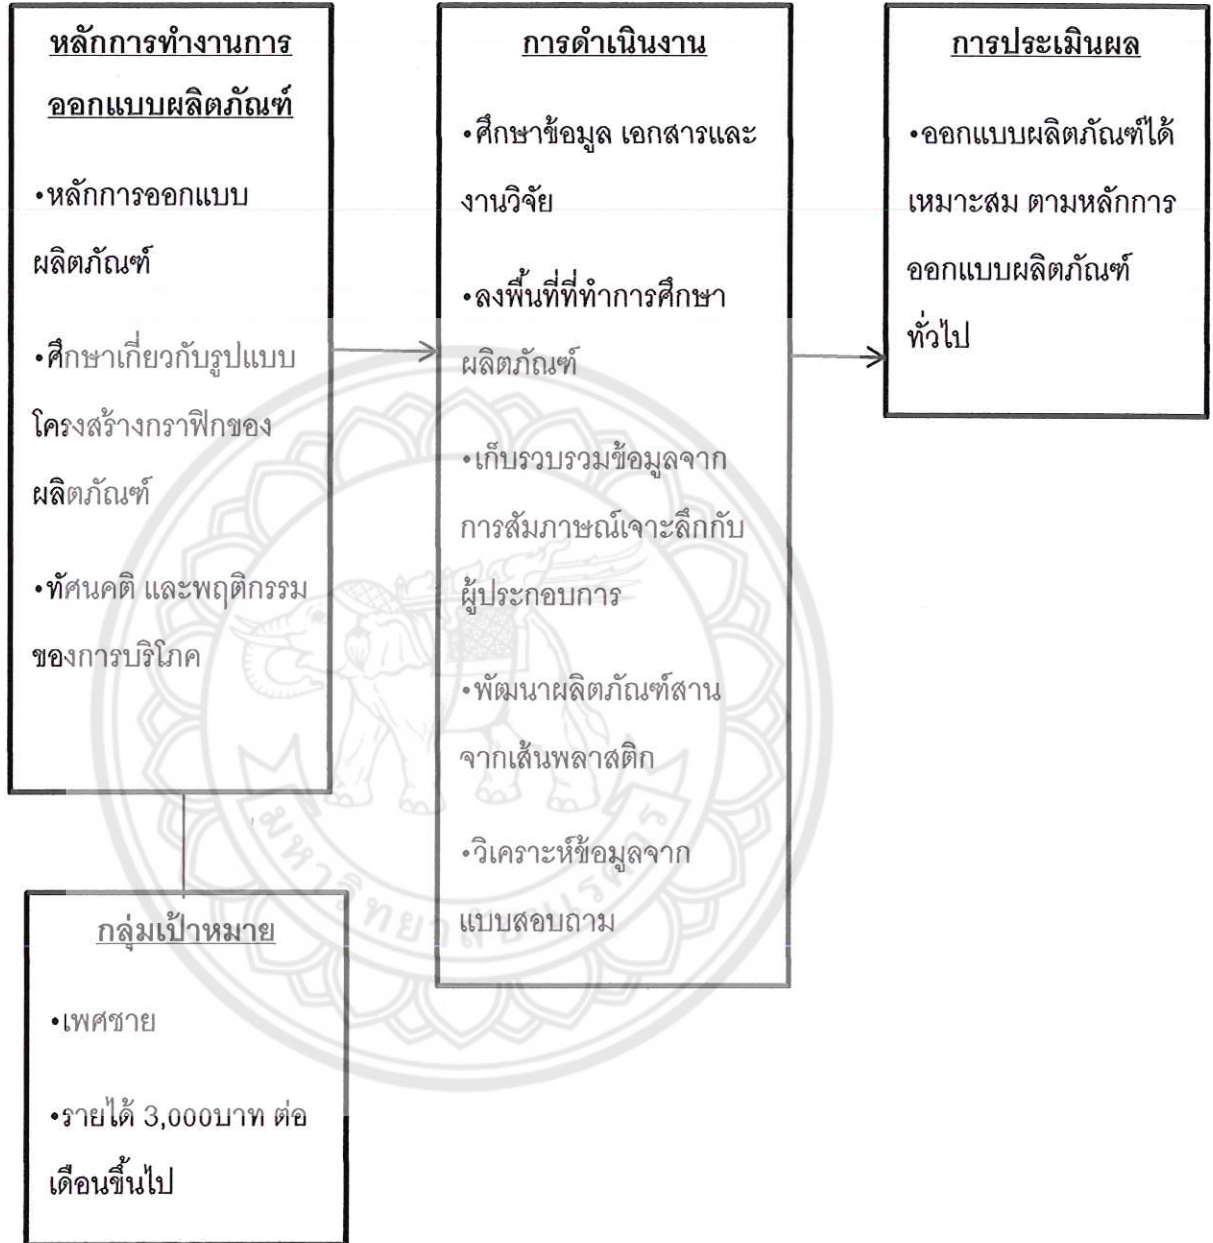 หลักการทำงานการ
ออกแบบผลิตภัณฑ์
•หลักการออกแบบ
ผลิตภัณฑ์
•ศึกษาเกี่ยวกับรูปแบบ
โครงสร้างกราฟิกของ
ผลิตภัณฑ์
•ทัศนคติ และพฤติกรรม
ของการบริโภค
กลุ่มเป้าหมาย
•เพศชาย
•รายได้ 3,000บาท ต่อ
เดือนขึ้นไป
การดำเนินงาน
•ศึกษาข้อมูล เอกสารและ
งานวิจัย
•ลงพื้นที่ที่ทำการศึกษา
ผลิตภัณฑ์
•เก็บรวบรวมข้อมูลจาก
การสัมภาษณ์เจาะลึกกับ
ผู้ประกอบการ
•พัฒนาผลิตภัณฑ์สาน
จากเส้นพลาสติก
•วิเคราะห์ข้อมูลจาก
แบบสอบถาม
การประเมินผล
•ออกแบบผลิตภัณฑ์ได้
เหมาะสม ตามหลักการ
ออกแบบผลิตภัณฑ์
ทั่วไป
มหาวิทยาลัยนเรศวร